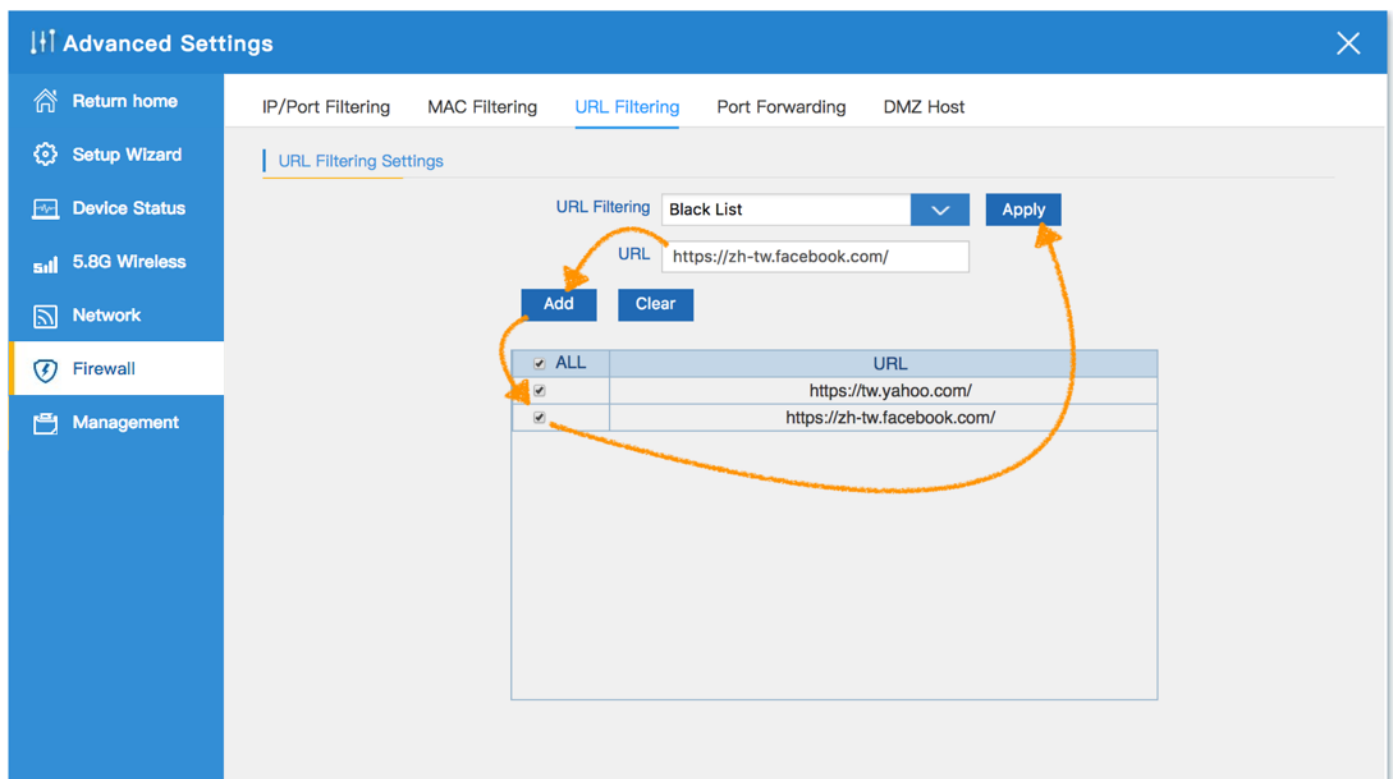 Advanced Settings
Return home
Setup Wizard
Device Status
5.8G Wireless
Network
Firewall
Management
IP/Port Filtering MAC Filtering URL Filtering Port Forwarding DMZ Host
URL Filtering Settings
URL Filtering Black List Apply
URL https://zh-tw.facebook.com/
Add Clear
ALL URL
https://tw.yahoo.com/
https://zh-tw.facebook.com/